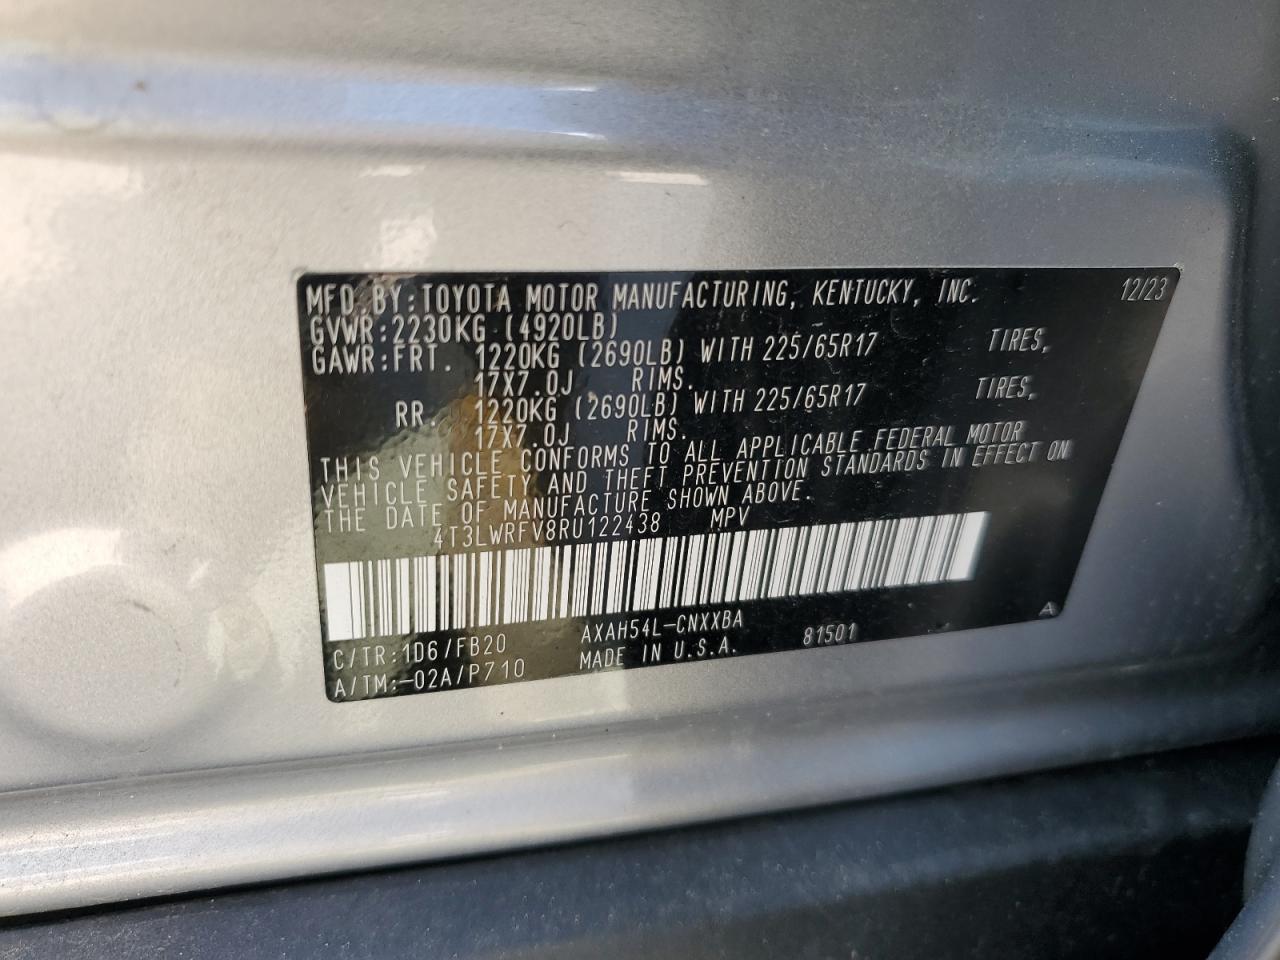 MFD.BY:TOYOTA MOTOR MANUFACTURING, KENTUCKY, INC. 12/23
GVWR:2230KG (4920LB)
GAWR:FRT. 1220KG (2690LB) WITH 225/65R17 TIRES,
17X7.0J RIMS.
RR. 1220KG (2690LB) WITH 225/65R17 TIRES,
17X7.0J RIMS.
THIS VEHICLE CONFORMS TO ALL APPLICABLE FEDERAL MOTOR
VEHICLE SAFETY AND THEFT PREVENTION STANDARDS IN EFFECT ON
THE DATE OF MANUFACTURE SHOWN ABOVE.
4T3LWRFV8RU122438 MPV
C/TR:1D6/FB20 AXAH54L-CNXXBA A
A/TM:-02A/P710 MADE IN U.S.A. 81501